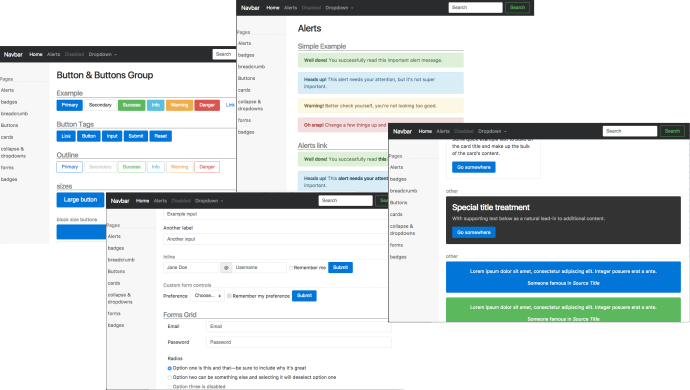 Navbar Home Alerts Disabled Dropdown Search Search
Pages
Alerts
badges
breadcrumb
Buttons
cards
collapse &
dropdowns
forms
badges
Alerts
Simple Example
Well done! You successfully read this important alert message.
Heads up! This alert needs your attention, but it's not super
important.
Warning! Better check yourself, you're not looking too good.
Oh snap! Change a few things up and
Alerts link
Well done! You successfully read this
Heads up! This alert needs your atten
important.
Navbar Home Alerts Disabled Dropdown Search
Pages
Alerts
badges
breadcrumb
Buttons
cards
collapse &
dropdowns
forms
badges
Button & Buttons Group
Example
Primary Secondary Success Info Warning Danger Link
Button Tags
Link Button Input Submit Reset
Outline
Primary Secondary Success Info Warning Danger
sizes
Large button
block size buttons
Navbar Home Alerts Disabled Dropdown Search Search
Pages
Alerts
badges
breadcrumb
Buttons
cards
collapse &
dropdowns
forms
badges
the card title and make up the bulk
of the card's content.
Go somewhere
other
Special title treatment
With supporting text below as a natural lead-in to additional content.
Go somewhere
other
Lorem ipsum dolor sit amet, consectetur adipiscing elit. Integer posuere erat a ante.
Someone famous in Source Title
Lorem ipsum dolor sit amet, consectetur adipiscing elit. Integer posuere erat a ante.
Someone famous in Source Title
Navbar Home Alerts Disabled Dropdown Search
Pages
Alerts
badges
breadcrumb
Buttons
cards
collapse &
dropdowns
forms
badges
Example input
Another label
Another input
Inline
Jane Doe @ Username Remember me Submit
Custom form controls
Preference Choose... Remember my preference Submit
Forms Grid
Email Email
Password Password
Radios
Option one is this and that—be sure to include why it's great
Option two can be something else and selecting it will deselect option one
Option three is disabled